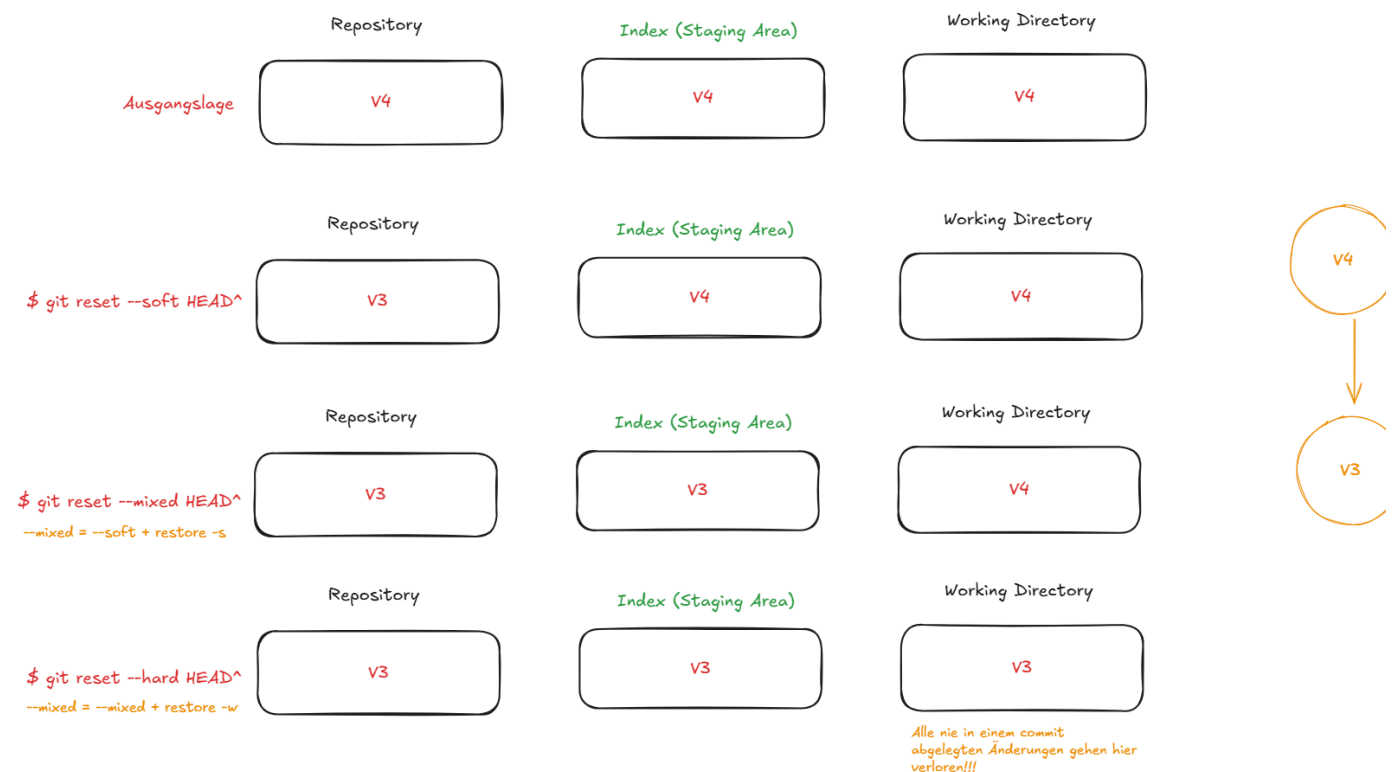 Repository
Index (Staging Area)
Working Directory
Ausgangslage
V4
V4
V4
Repository
Index (Staging Area)
Working Directory
$ git reset --soft HEAD^
V3
V4
V4
V4
Repository
Index (Staging Area)
Working Directory
$ git reset --mixed HEAD^
--mixed = --soft + restore -s
V3
V3
V4
V3
Repository
Index (Staging Area)
Working Directory
$ git reset --hard HEAD^
--mixed = --mixed + restore -w
V3
V3
V3
Alle nie in einem commit
abgelegten Änderungen gehen hier
verloren!!!